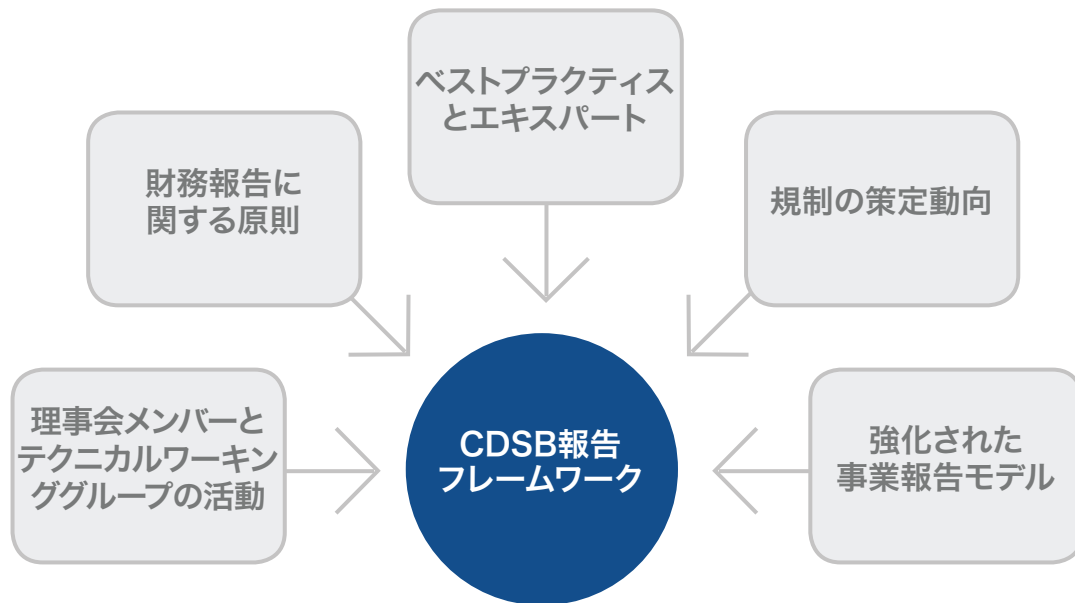 ベストプラクティス
とエキスパート
財務報告に
関する原則
規制の策定動向
理事会メンバーと
テクニカルワーキン
ググループの活動
CDSB報告
フレームワーク
強化された
事業報告モデル